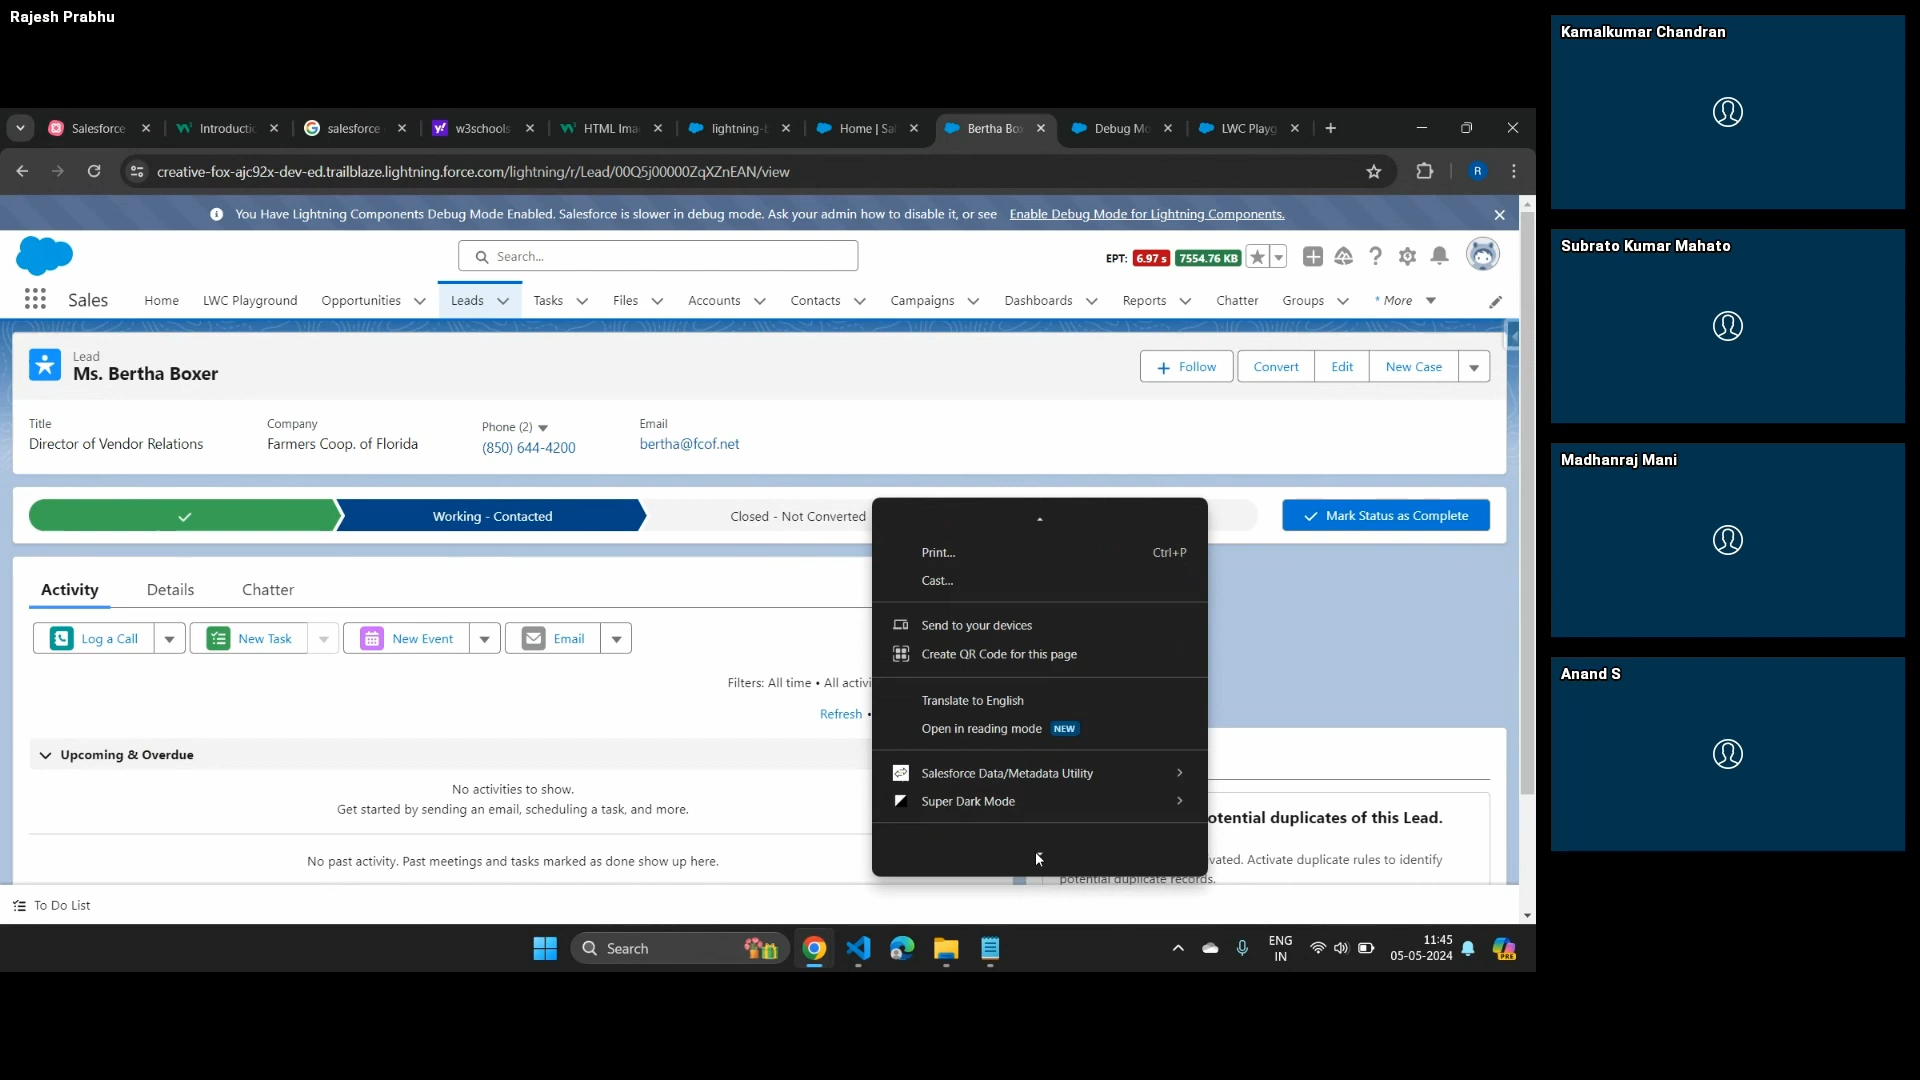 Rajesh Prabhu
Kamalkumar Chandran
Subrato Kumar Mahato
Madhanraj Mani
Anand S
Salesforce
Introductio
salesforce
w3schools
HTML Ima
lightning-b
Home | Sa
Bertha Box
Debug Mo
LWC Playg
creative-fox-ajc92x-dev-ed.trailblaze.lightning.force.com/lightning/r/Lead/00Q5j00000ZqXZnEAN/view
R
You Have Lightning Components Debug Mode Enabled. Salesforce is slower in debug mode. Ask your admin how to disable it, or see Enable Debug Mode for Lightning Components.
Search...
EPT: 6.97 s 7554.76 KB
Sales
Home
LWC Playground
Opportunities
Leads
Tasks
Files
Accounts
Contacts
Campaigns
Dashboards
Reports
Chatter
Groups
* More
Lead
Ms. Bertha Boxer
Follow
Convert
Edit
New Case
Title
Director of Vendor Relations
Company
Farmers Coop. of Florida
Phone (2)
(850) 644-4200
Email
bertha@fcof.net
Working - Contacted
Closed - Not Converted
Mark Status as Complete
Activity
Details
Chatter
Log a Call
New Task
New Event
Email
Filters: All time • All activi
Refresh •
Upcoming & Overdue
No activities to show.
Get started by sending an email, scheduling a task, and more.
No past activity. Past meetings and tasks marked as done show up here.
Print...
Ctrl+P
Cast...
Send to your devices
Create QR Code for this page
Translate to English
Open in reading mode NEW
Salesforce Data/Metadata Utility
Super Dark Mode
otential duplicates of this Lead.
vated. Activate duplicate rules to identify
potential duplicate records.
To Do List
Search
ENG
IN
11:45
05-05-2024
PRE